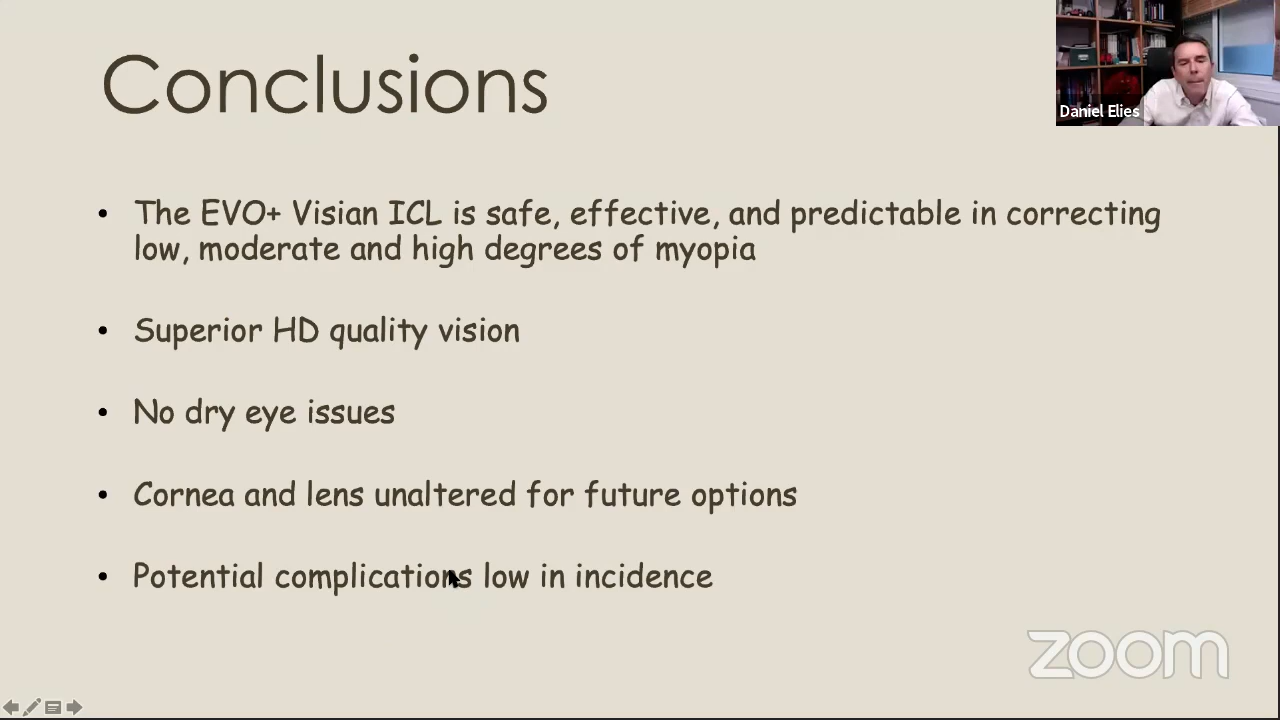 Conclusions
Daniel Elies
• The EVO+ Visian ICL is safe, effective, and predictable in correcting
low, moderate and high degrees of myopia
• Superior HD quality vision
• No dry eye issues
• Cornea and lens unaltered for future options
• Potential complications low in incidence
zoom